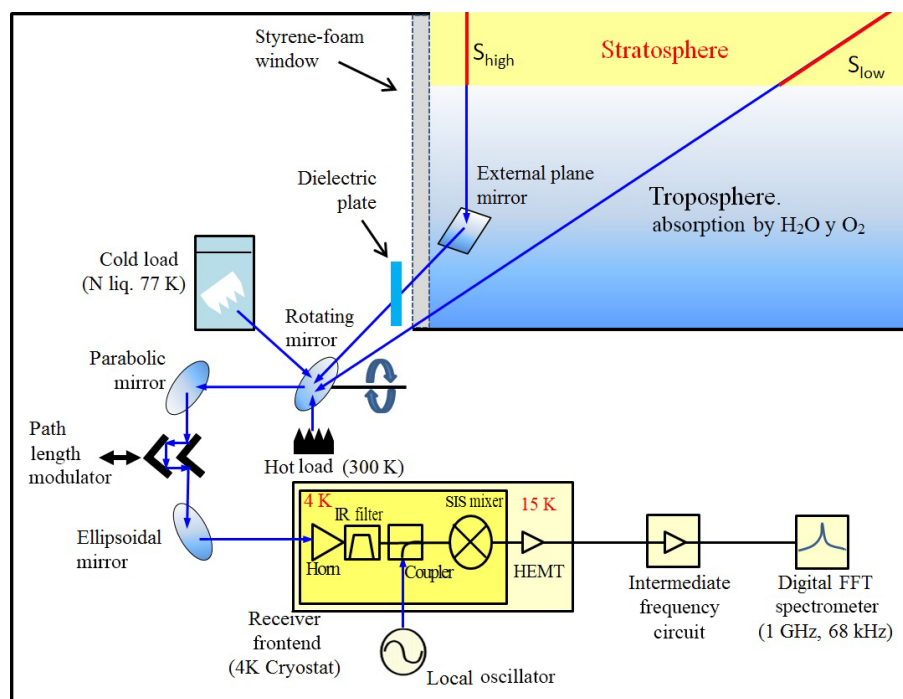 Styrene-foam
window
S_high
Stratosphere
S_low
Dielectric
plate
External plane
mirror
Troposphere.
absorption by H₂O y O₂
Cold load
(N liq. 77 K)
Rotating
mirror
Parabolic
mirror
Path
length
modulator
Hot load (300 K)
Ellipsoidal
mirror
4 K
IR filter
SIS mixer
15 K
Horn
Coupler
HEMT
Receiver
frontend
(4K Cryostat)
Local oscillator
Intermediate
frequency
circuit
Digital FFT
spectrometer
(1 GHz, 68 kHz)